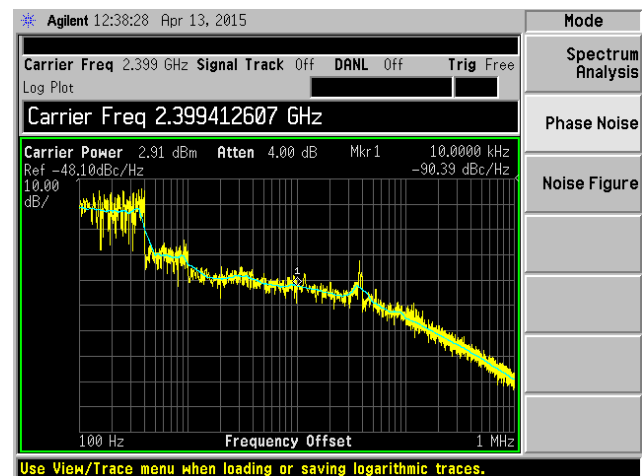 Agilent 12:38:28 Apr 13, 2015
Mode
Carrier Freq 2.399 GHz Signal Track Off DANL Off Trig Free
Log Plot
Carrier Freq 2.399412607 GHz
Carrier Power 2.91 dBm Atten 4.00 dB Mkr1 10.0000 kHz
Ref -48.10dBc/Hz -90.39 dBc/Hz
10.00
dB/
1
100 Hz Frequency Offset 1 MHz
Use View/Trace menu when loading or saving logarithmic traces.
Spectrum
Analysis
Phase Noise
Noise Figure